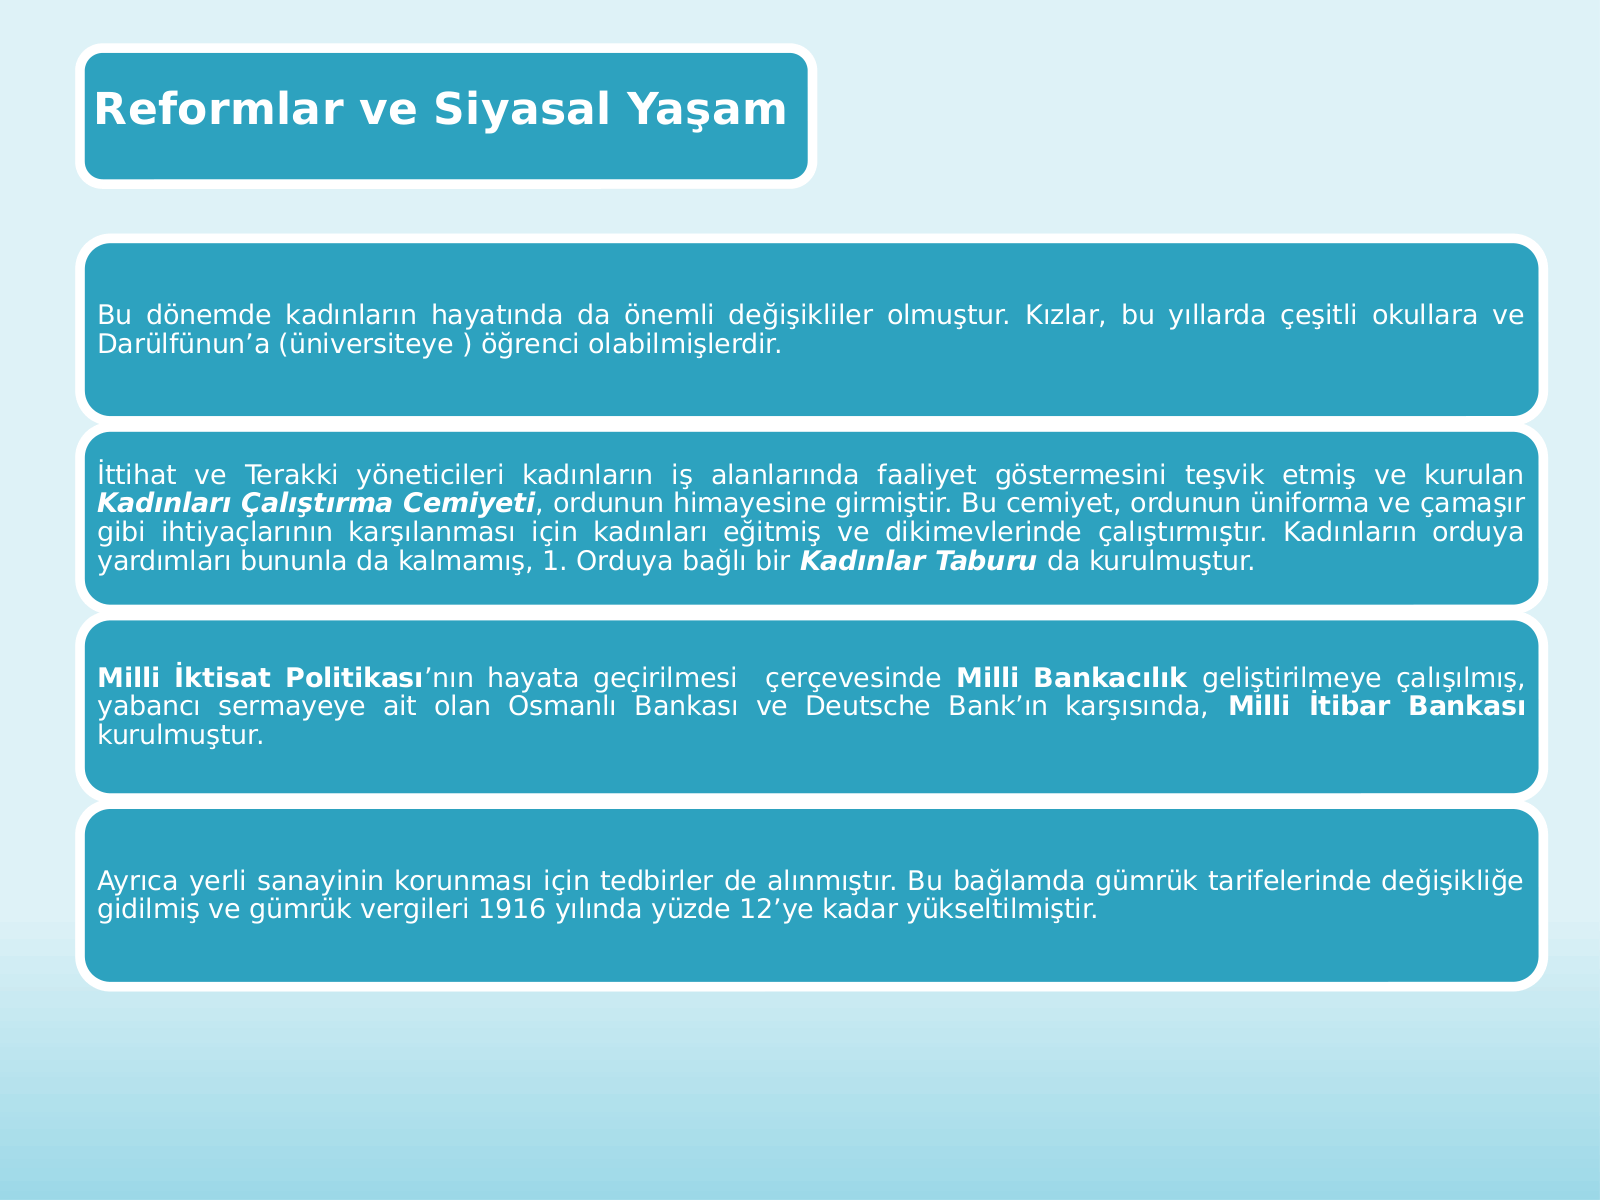 Reformlar ve Siyasal Yaşam
Bu dönemde kadınların hayatında da önemli değişikliler olmuştur. Kızlar, bu yıllarda çeşitli okullara ve
Darülfünun’a (üniversiteye ) öğrenci olabilmişlerdir.
İttihat ve Terakki yöneticileri kadınların iş alanlarında faaliyet göstermesini teşvik etmiş ve kurulan
Kadınları Çalıştırma Cemiyeti, ordunun himayesine girmiştir. Bu cemiyet, ordunun üniforma ve çamaşır
gibi ihtiyaçlarının karşılanması için kadınları eğitmiş ve dikimevlerinde çalıştırmıştır. Kadınların orduya
yardımları bununla da kalmamış, 1. Orduya bağlı bir Kadınlar Taburu da kurulmuştur.
Milli İktisat Politikası’nın hayata geçirilmesi  çerçevesinde Milli Bankacılık geliştirilmeye çalışılmış,
yabancı sermayeye ait olan Osmanlı Bankası ve Deutsche Bank’ın karşısında, Milli İtibar Bankası
kurulmuştur.
Ayrıca yerli sanayinin korunması için tedbirler de alınmıştır. Bu bağlamda gümrük tarifelerinde değişikliğe
gidilmiş ve gümrük vergileri 1916 yılında yüzde 12’ye kadar yükseltilmiştir.